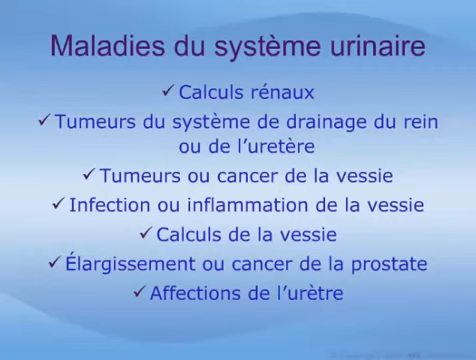 Maladies du système urinaire
✓ Calculs rénaux
✓ Tumeurs du système de drainage du rein
ou de l'uretère
✓ Tumeurs ou cancer de la vessie
✓ Infection ou inflammation de la vessie
✓ Calculs de la vessie
✓ Élargissement ou cancer de la prostate
✓ Affections de l'urètre